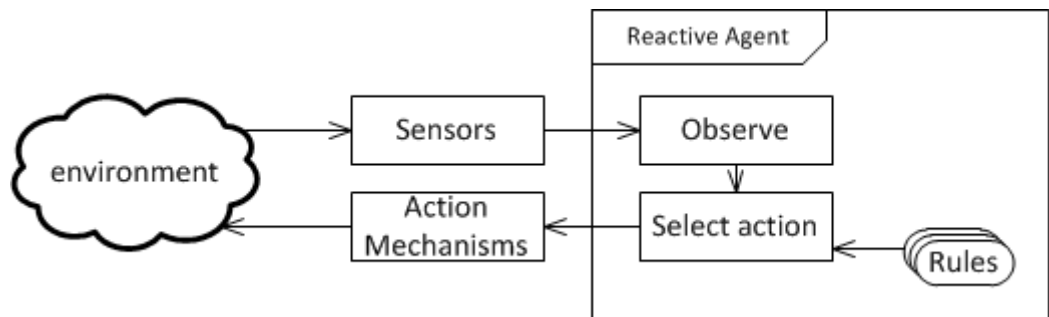 Reactive Agent
environment
Sensors
Observe
Action
Mechanisms
Select action
Rules